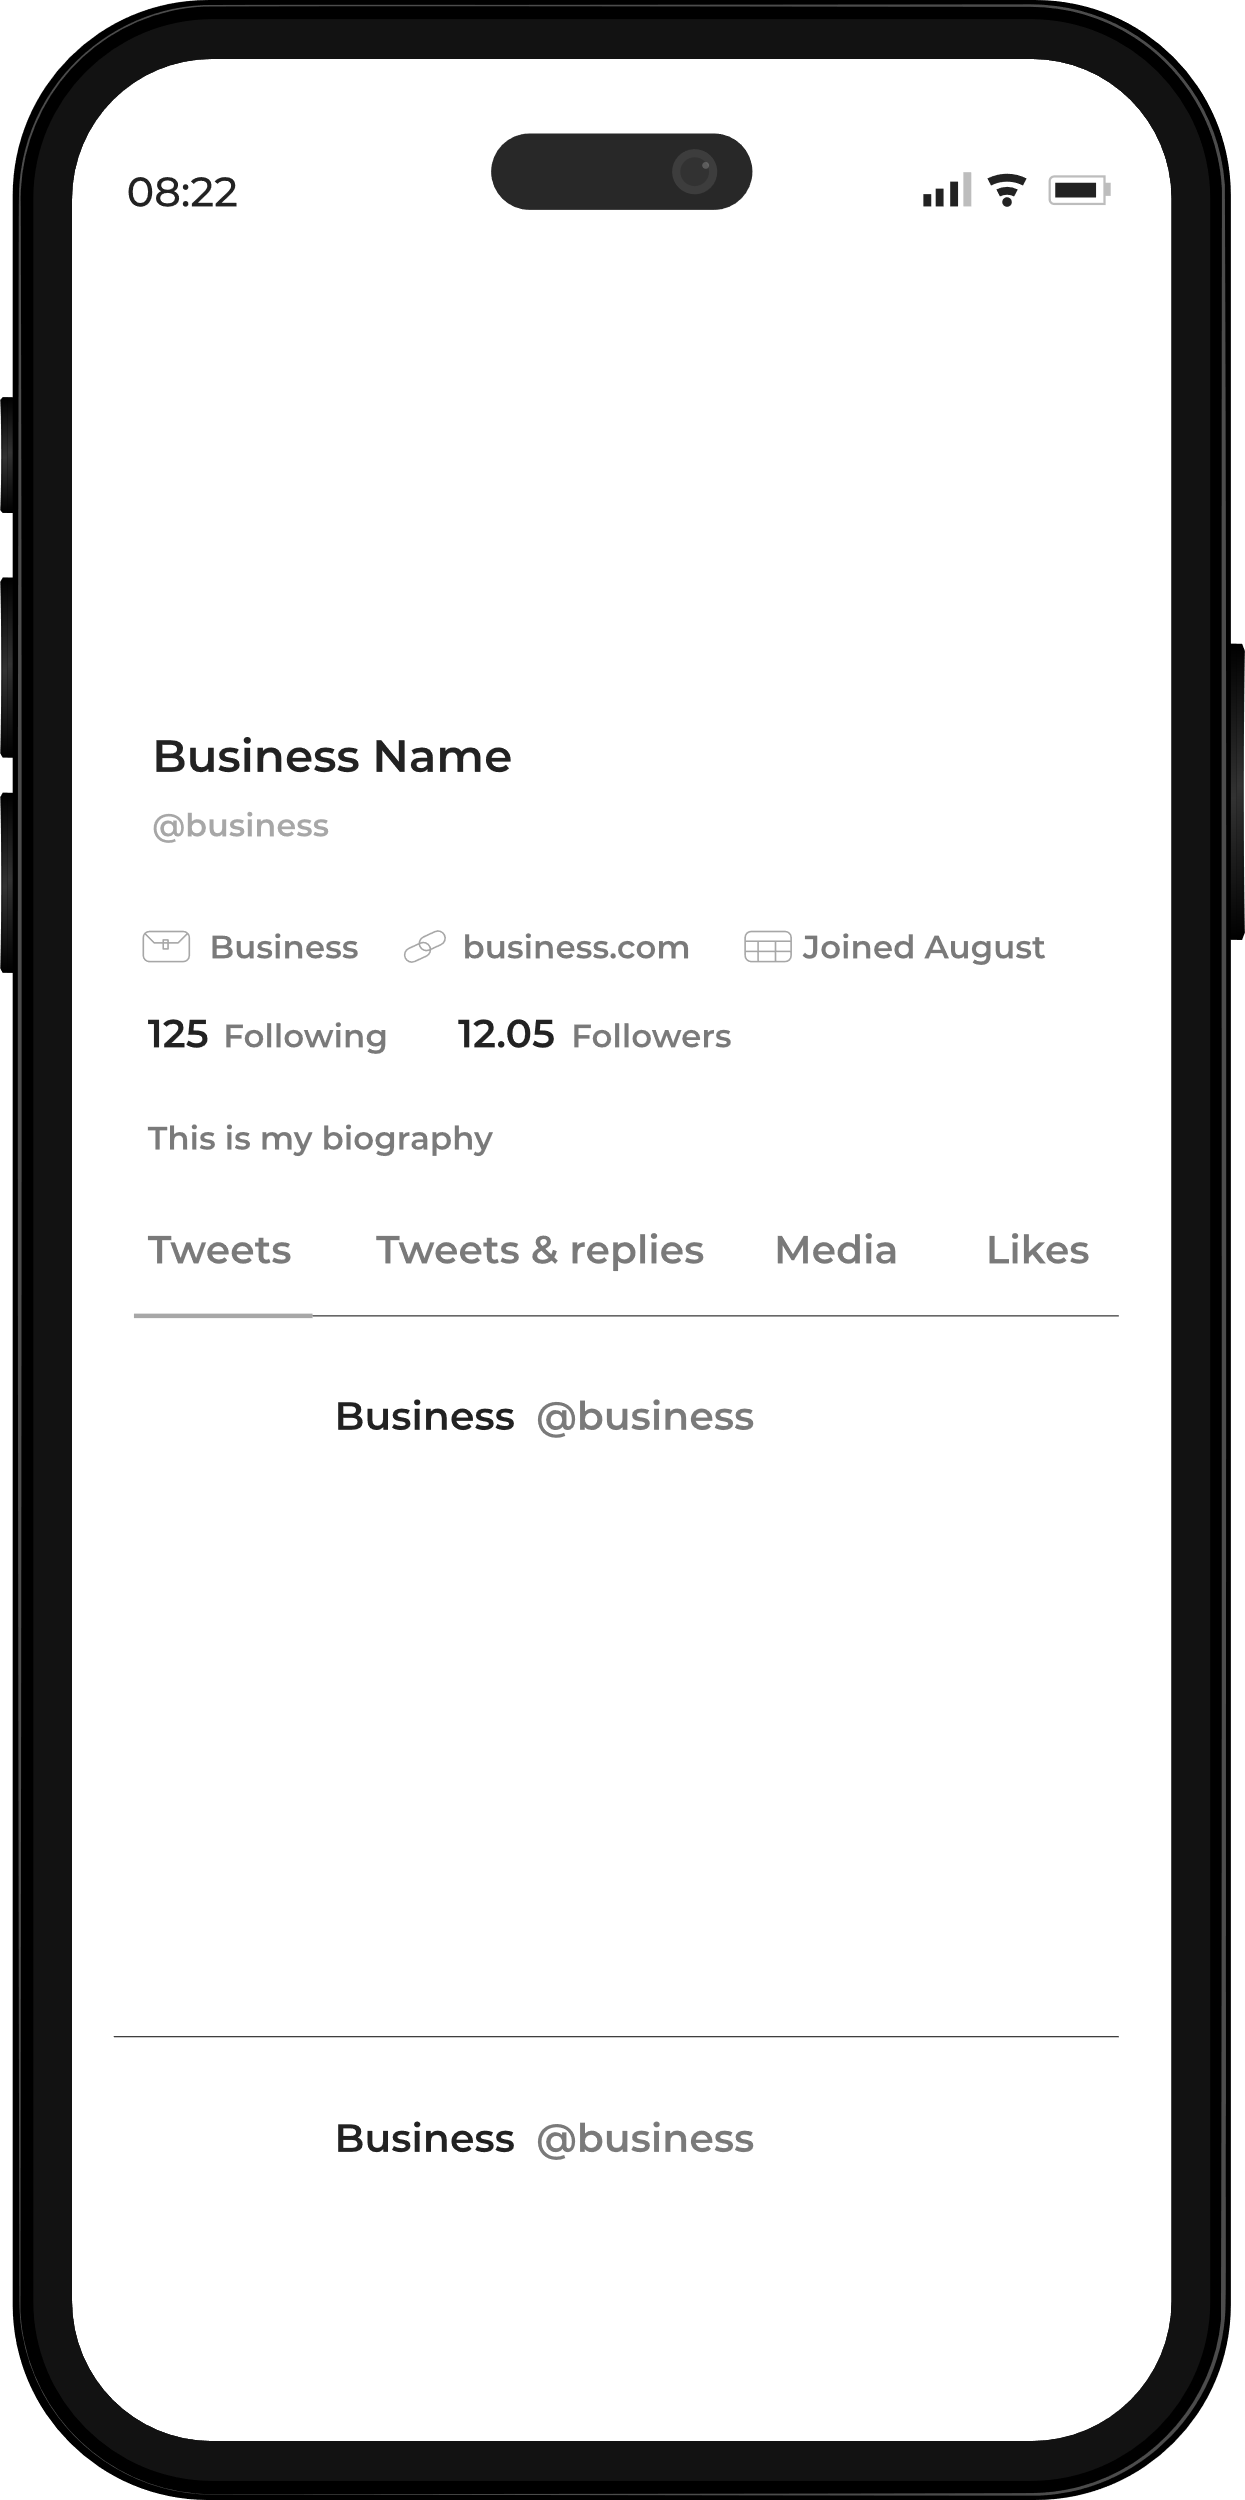 08:22
Business Name
@business
Business business.com Joined August
125 Following 12.05 Followers
This is my biography
Tweets Tweets & replies Media Likes
Business @business
Business @business